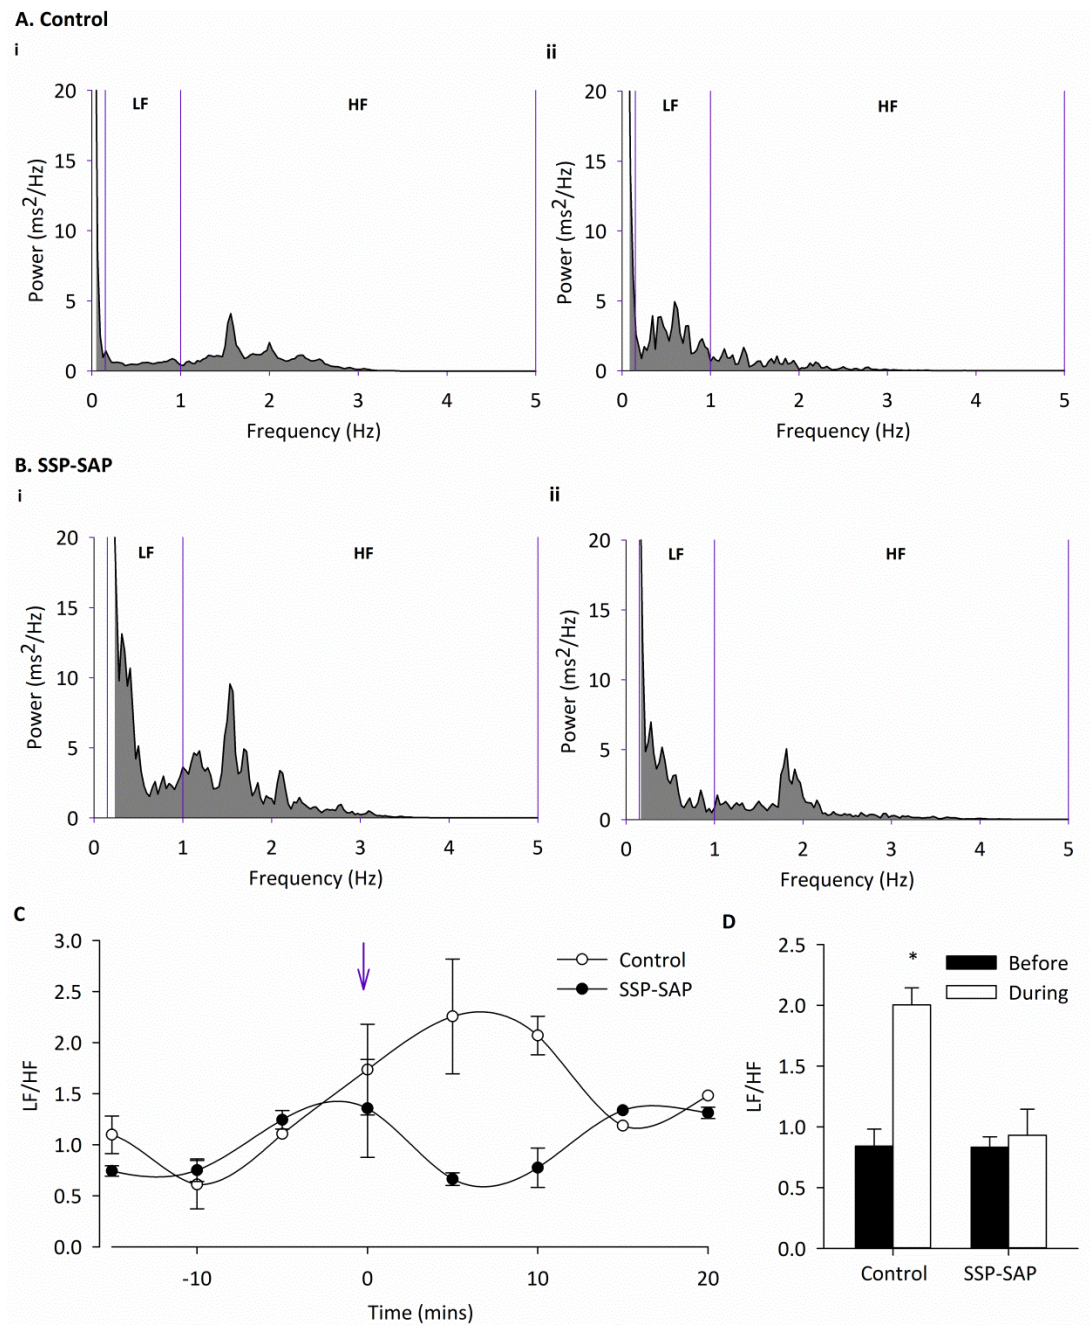 A. Control
i
ii
20
15
10
5
0
Power (ms²/Hz)
LF
HF
0 1 2 3 4 5
Frequency (Hz)
20
15
10
5
0
Power (ms²/Hz)
LF
HF
0 1 2 3 4 5
Frequency (Hz)
B. SSP-SAP
i
ii
20
15
10
5
0
Power (ms²/Hz)
LF
HF
0 1 2 3 4 5
Frequency (Hz)
20
15
10
5
0
Power (ms²/Hz)
LF
HF
0 1 2 3 4 5
Frequency (Hz)
C
3.0
2.5
2.0
1.5
1.0
0.5
0.0
LF/HF
Control
SSP-SAP
-10 0 10 20
Time (mins)
D
2.5
2.0
1.5
1.0
0.5
0.0
LF/HF
*
Before
During
Control SSP-SAP